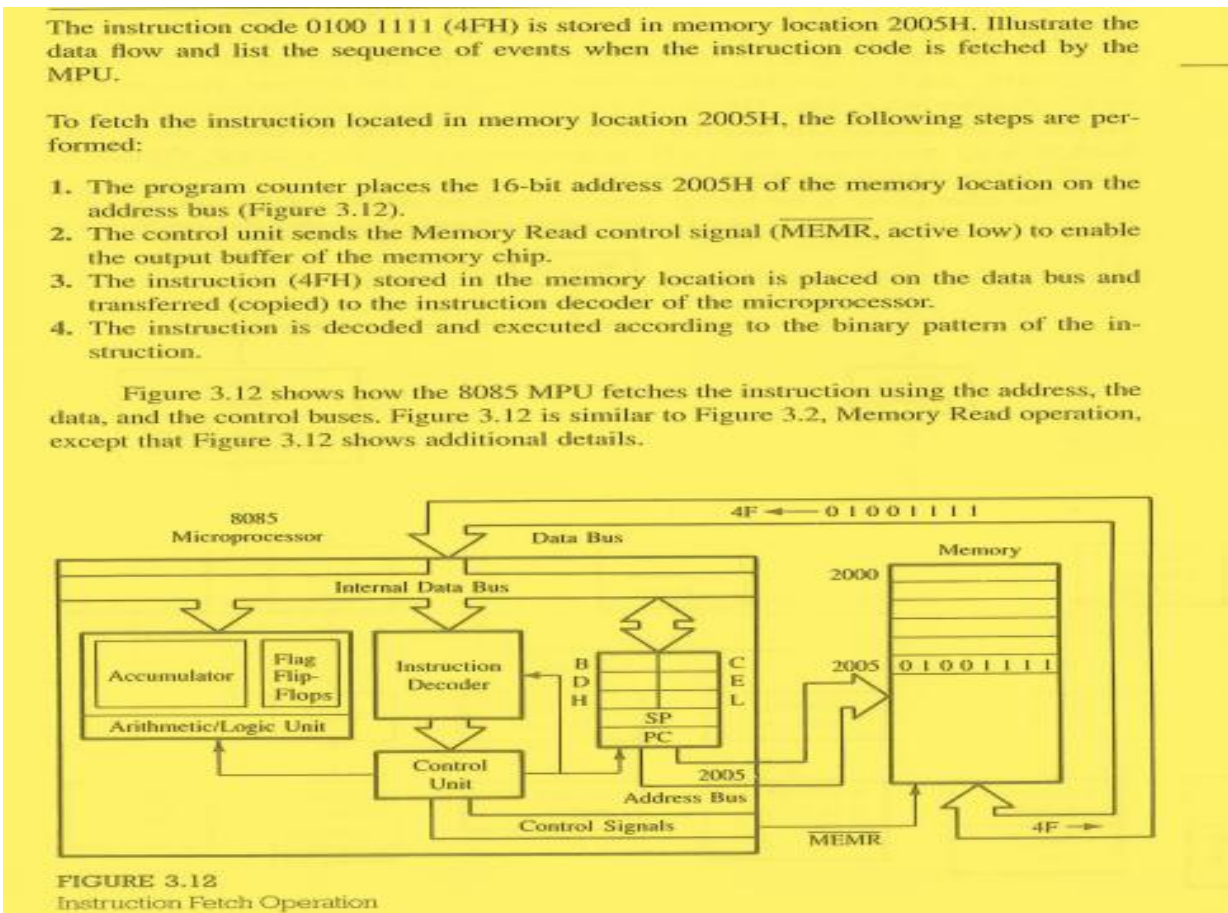 The instruction code 0100 1111 (4FH) is stored in memory location 2005H. Illustrate the
data flow and list the sequence of events when the instruction code is fetched by the
MPU.
To fetch the instruction located in memory location 2005H, the following steps are per-
formed:
1. The program counter places the 16-bit address 2005H of the memory location on the
address bus (Figure 3.12).
2. The control unit sends the Memory Read control signal (M̅E̅M̅R̅, active low) to enable
the output buffer of the memory chip.
3. The instruction (4FH) stored in the memory location is placed on the data bus and
transferred (copied) to the instruction decoder of the microprocessor.
4. The instruction is decoded and executed according to the binary pattern of the in-
struction.
Figure 3.12 shows how the 8085 MPU fetches the instruction using the address, the
data, and the control buses. Figure 3.12 is similar to Figure 3.2, Memory Read operation,
except that Figure 3.12 shows additional details.
8085
Microprocessor
4F ← 0 1 0 0 1 1 1 1
Data Bus
Memory
Internal Data Bus
2000
Accumulator
Flag
Flip-
Flops
Arithmetic/Logic Unit
Instruction
Decoder
B C
D E
H L
SP
PC
2005 0 1 0 0 1 1 1 1
Control
Unit
2005
Address Bus
Control Signals
M̅E̅M̅R̅
4F →
FIGURE 3.12
Instruction Fetch Operation